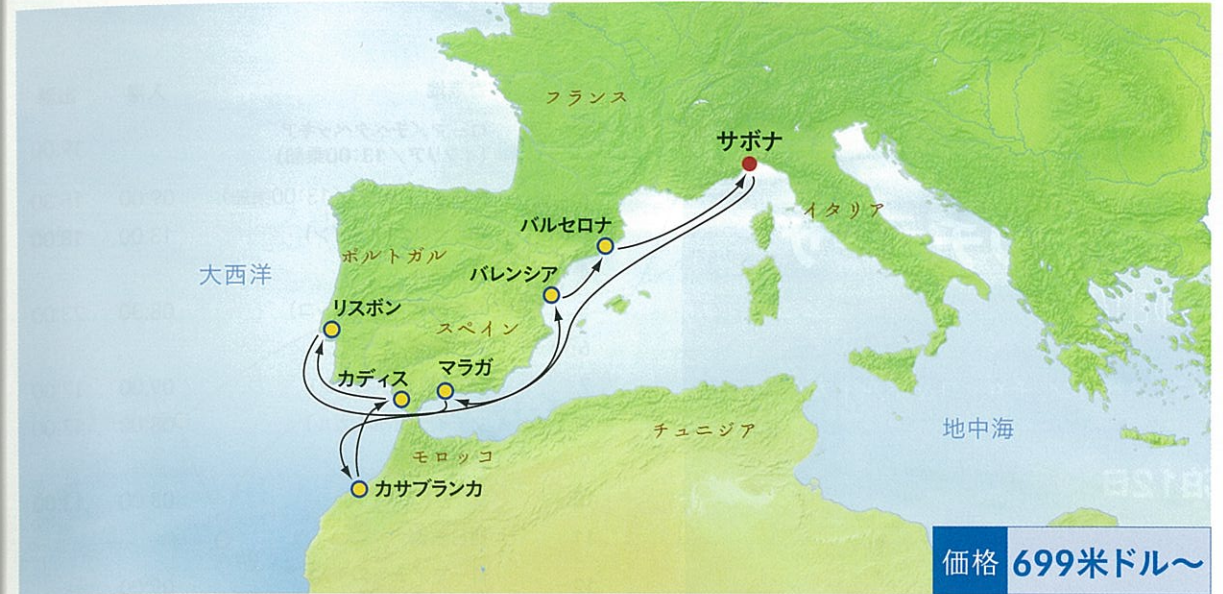 フランス
サボナ
イタリア
バルセロナ
ポルトガル
大西洋
バレンシア
リスボン
スペイン
マラガ
カディス
チュニジア
地中海
モロッコ
カサブランカ
価格 699米ドル～